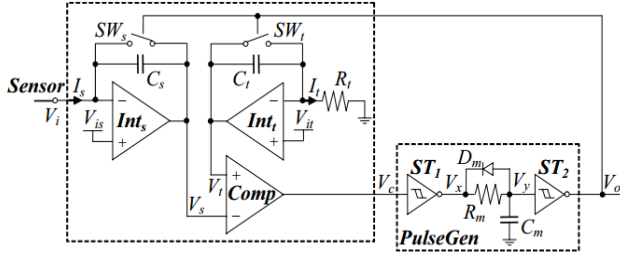 SWs
SWt
Cs
Ct
Sensor
Is
It
Rt
Vi
Vis
Ints
Intt
Vit
Vt
Comp
Vs
Vc
ST1
Dm
ST2
Vx
Vy
Vo
Rm
Cm
PulseGen